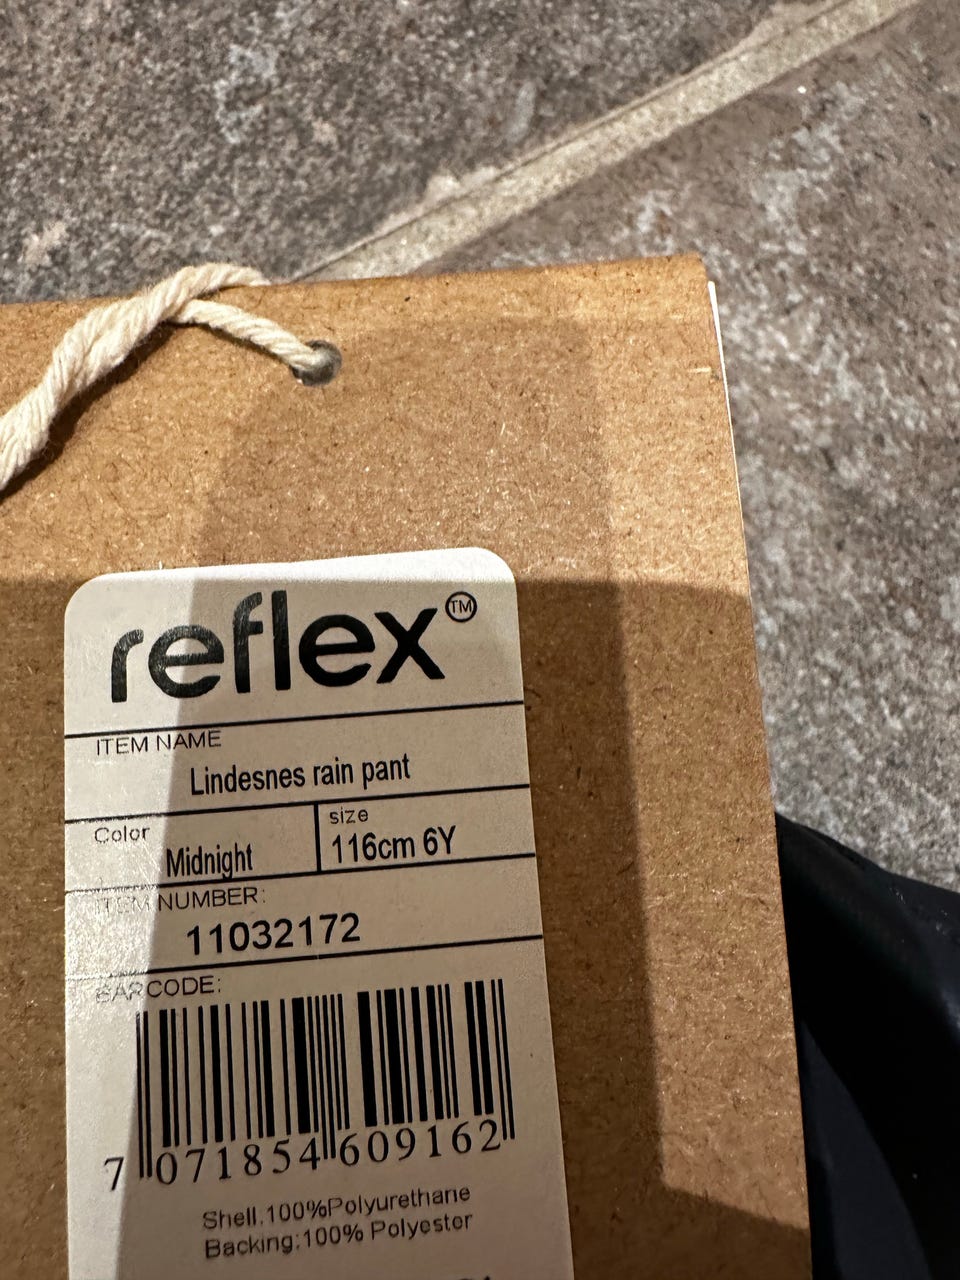 reflex™
ITEM NAME
Lindesnes rain pant
Color
Midnight
size
116cm 6Y
ITEM NUMBER:
11032172
BARCODE:
7 071854 609162
Shell.100%Polyurethane
Backing:100% Polyester